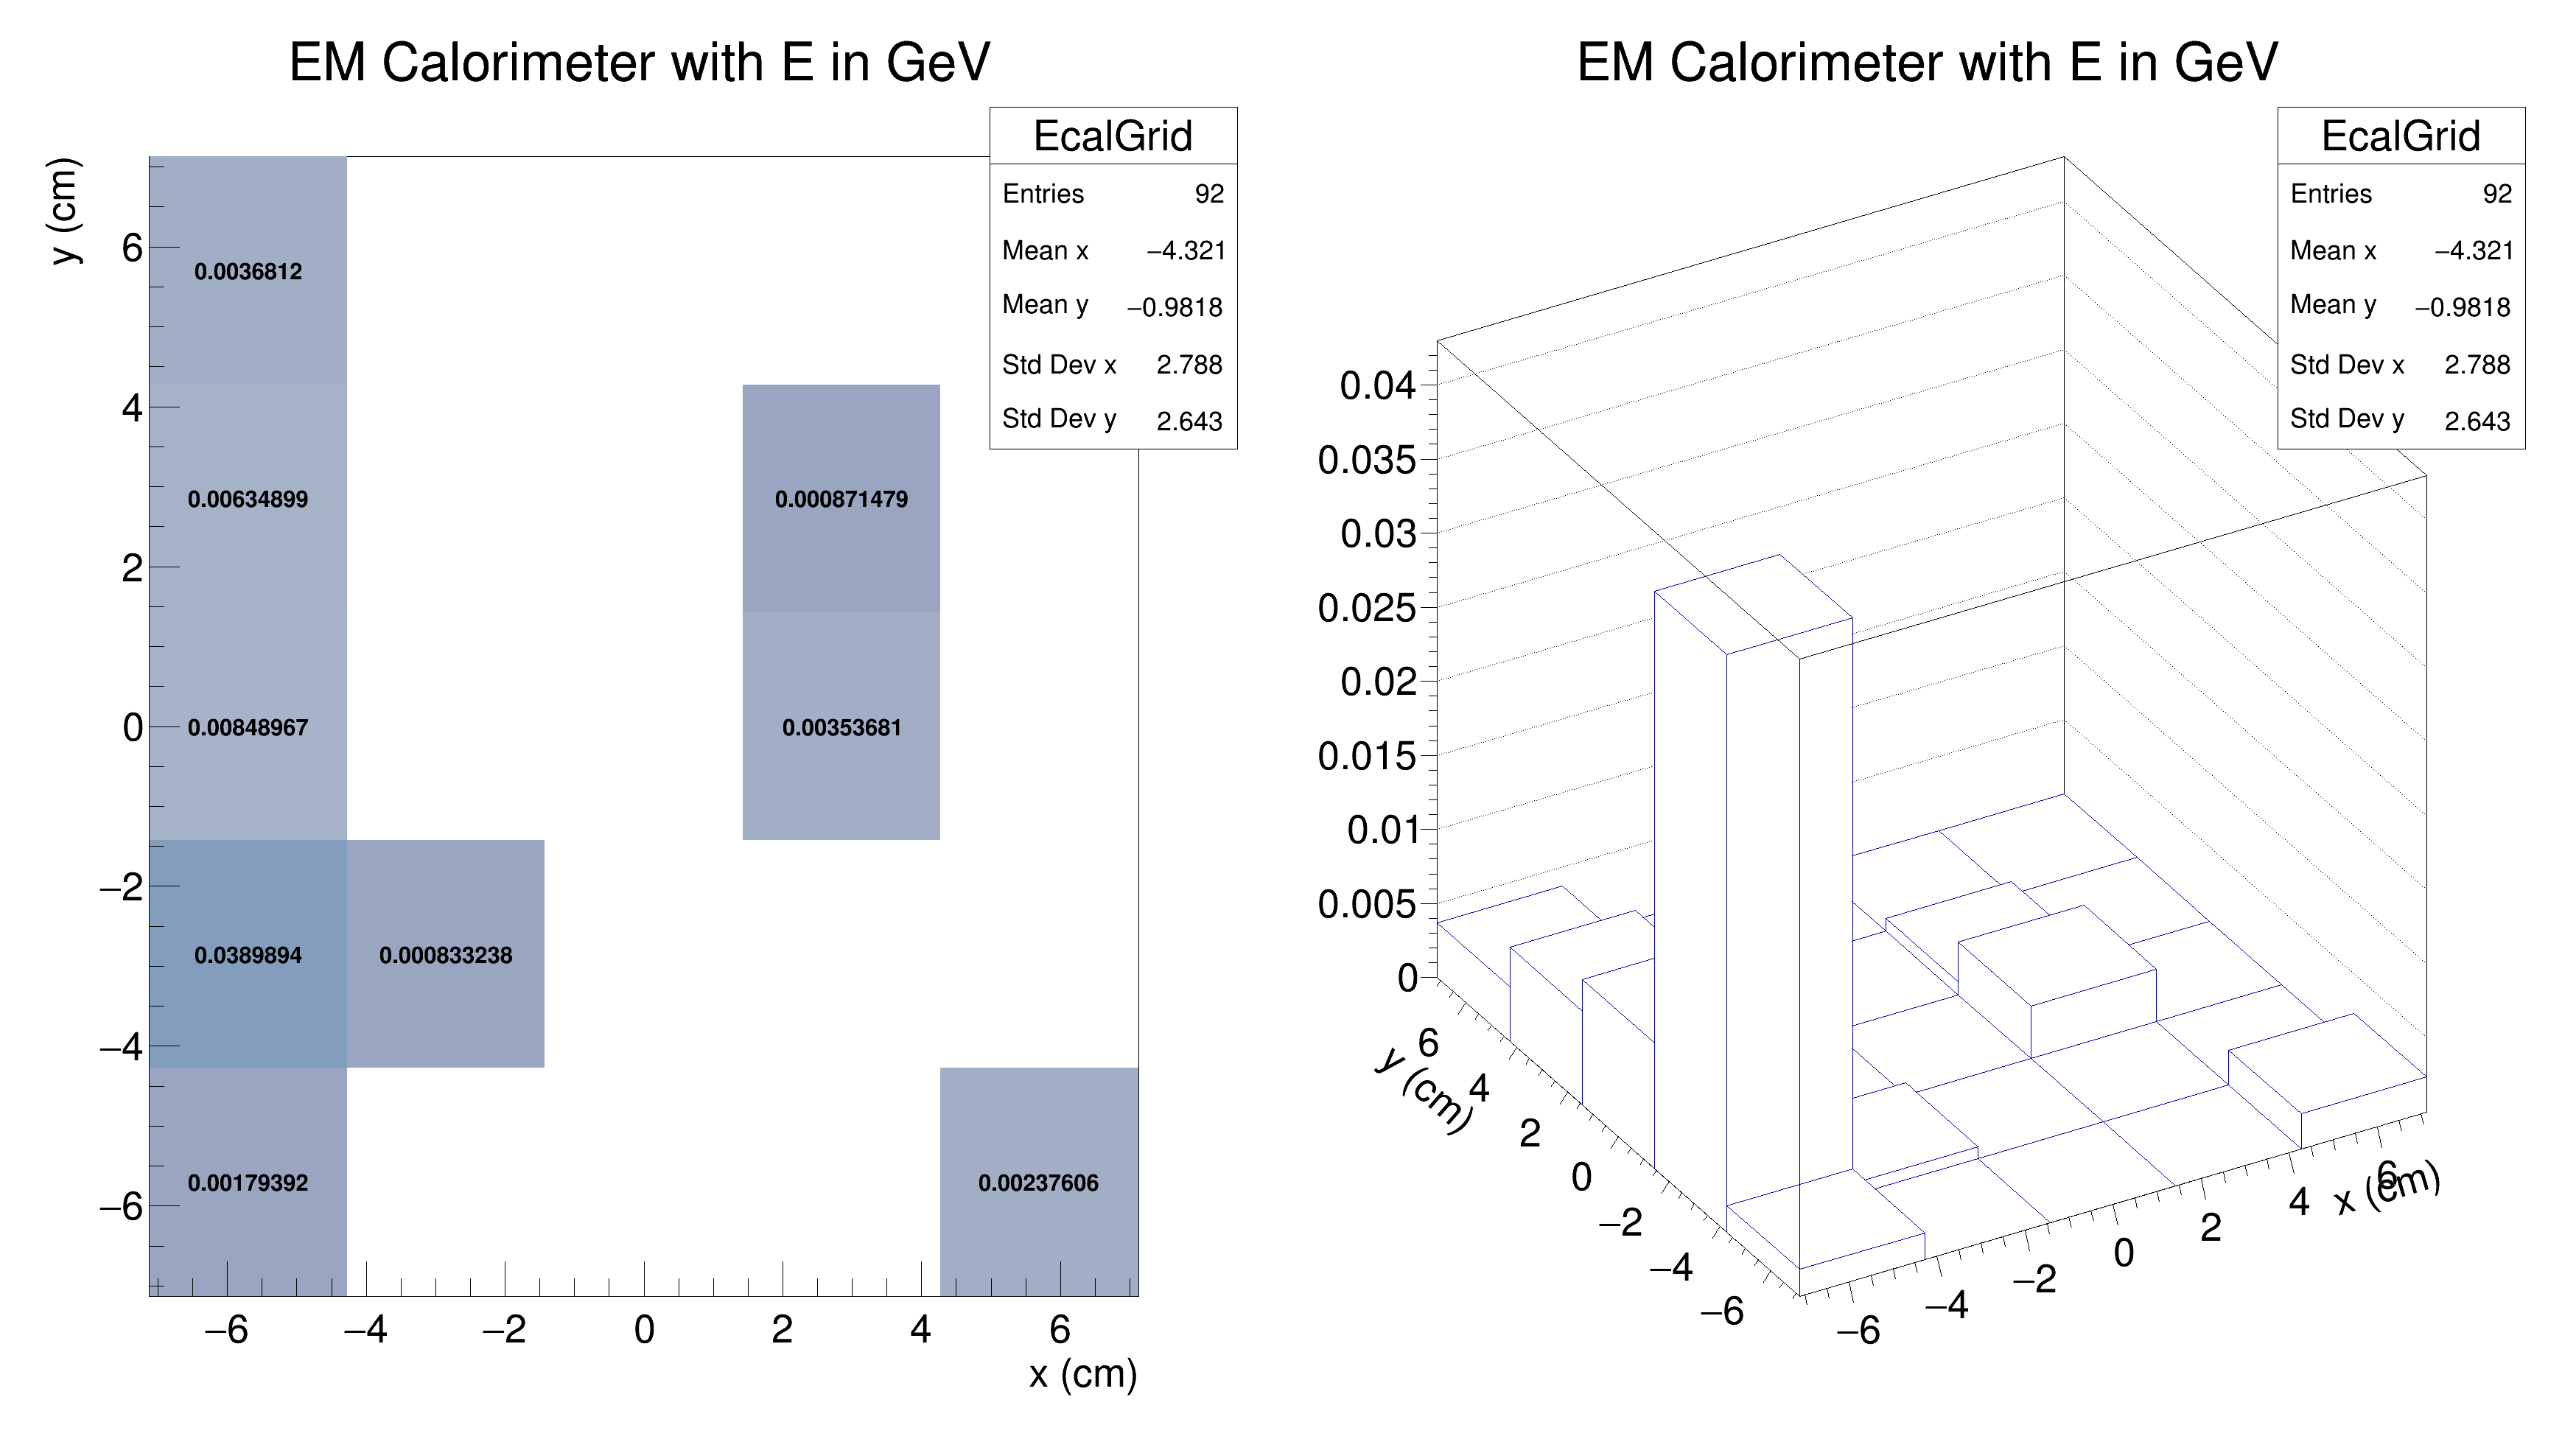 EM Calorimeter with E in GeV
EcalGrid
Entries 92
Mean x −4.321
Mean y −0.9818
Std Dev x 2.788
Std Dev y 2.643
y (cm)
6
4
2
0
−2
−4
−6
0.0036812
0.00634899
0.000871479
0.00848967
0.00353681
0.0389894
0.000833238
0.00179392
0.00237606
−6 −4 −2 0 2 4 6
x (cm)
EM Calorimeter with E in GeV
EcalGrid
Entries 92
Mean x −4.321
Mean y −0.9818
Std Dev x 2.788
Std Dev y 2.643
0.04
0.035
0.03
0.025
0.02
0.015
0.01
0.005
0
y (cm)
6
4
2
0
−2
−4
−6
−6
−4
−2
0
2
4
6
x (cm)